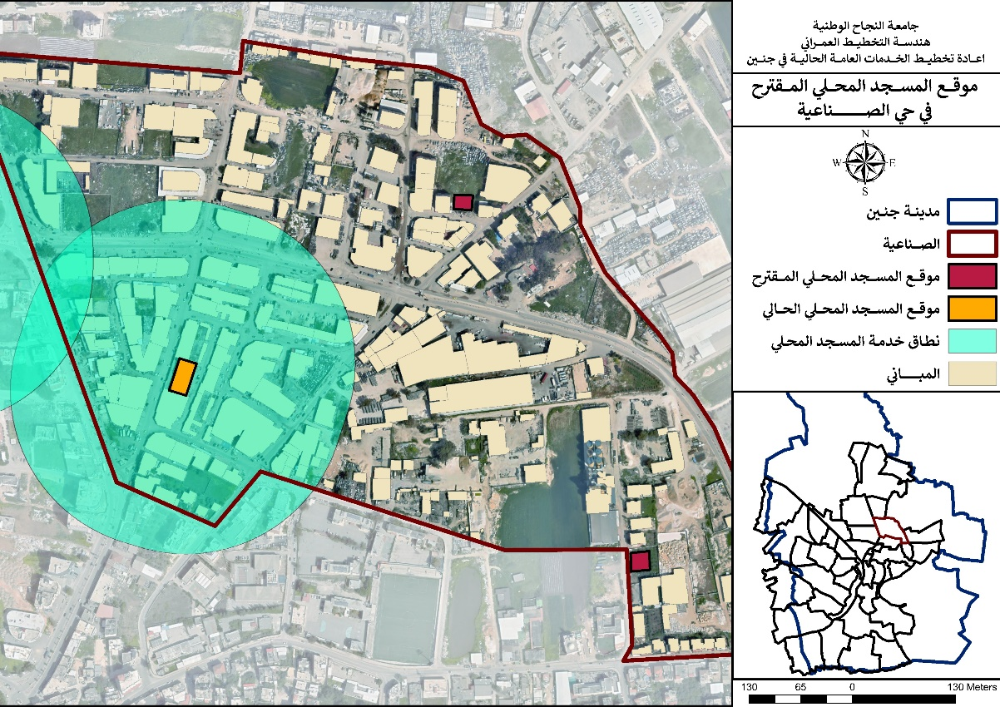 جامعة النجاح الوطنية
هندسة التخطيط العمراني
اعادة تخطيط الخدمات العامة الحالية في جنين
موقع المسجد المحلي المقترح
في حي الصناعية
N
W E
S
مدينة جنين
الصناعية
موقع المسجد المحلي المقترح
موقع المسجد المحلي الحالي
نطاق خدمة المسجد المحلي
المباني
130 65 0 130 Meters